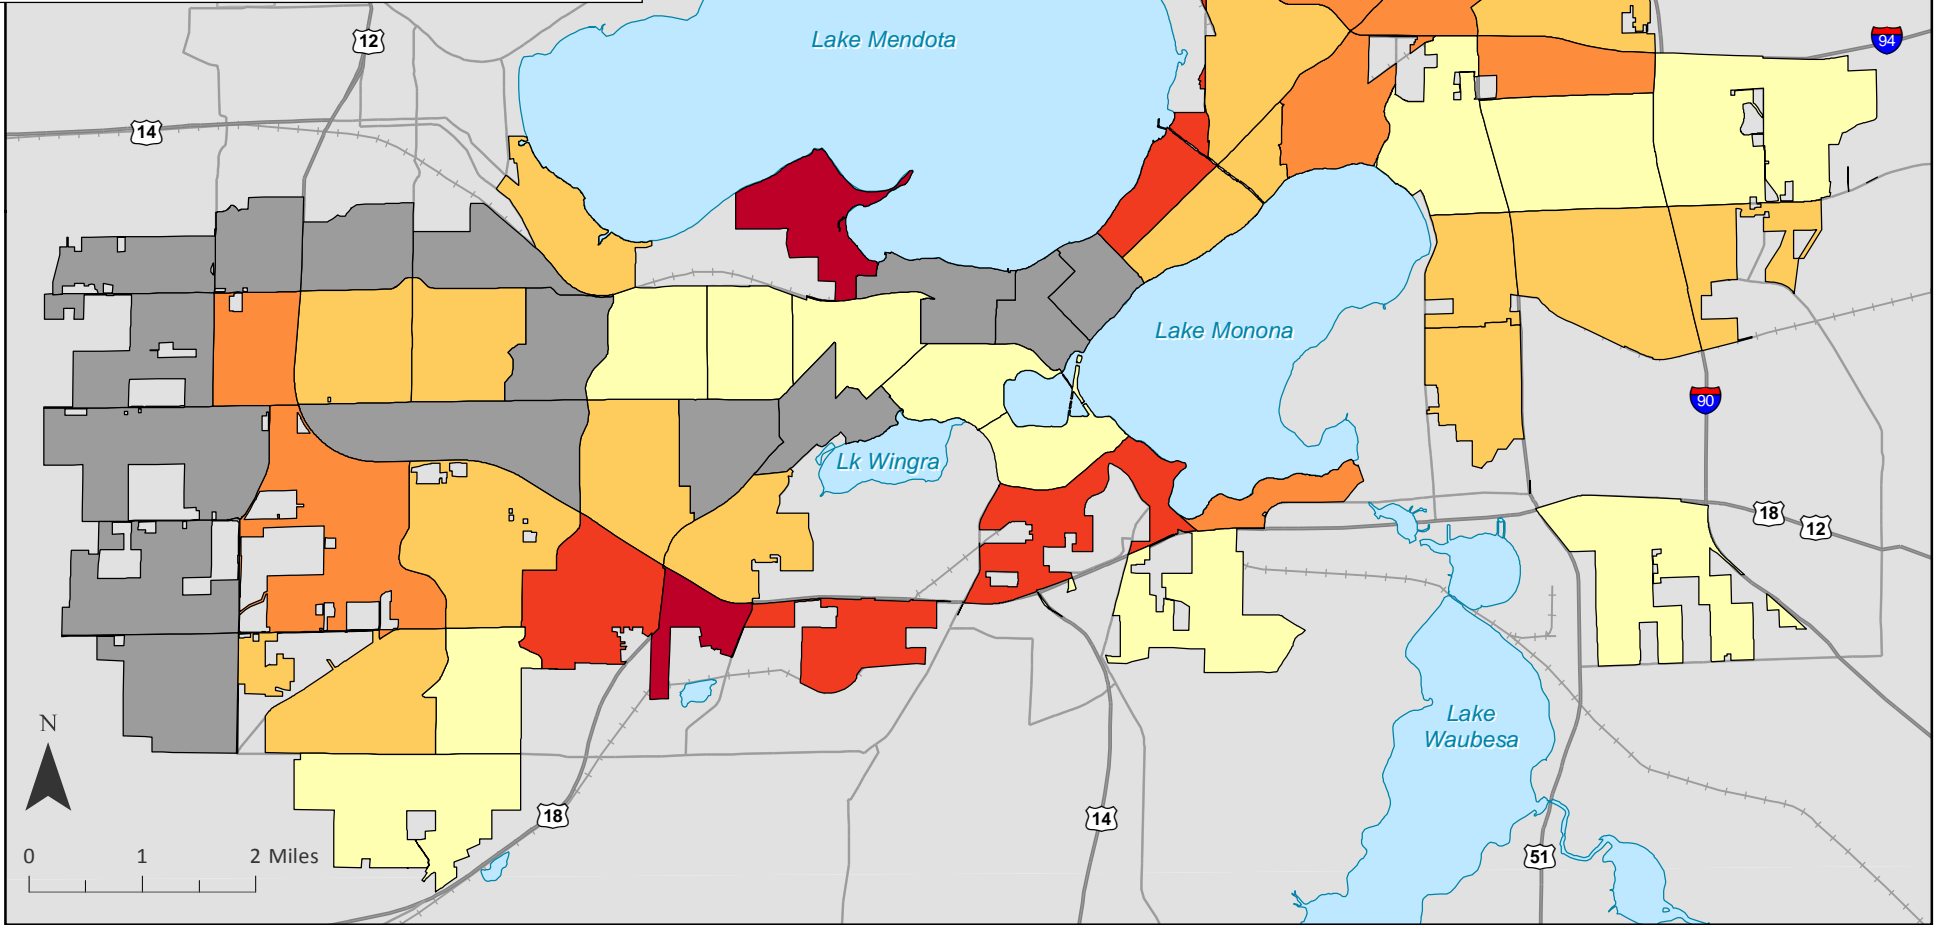 Lake Mendota
12
94
14
Lake Monona
90
Lk Wingra
18
12
Lake
Waubesa
N
18
14
51
0 1 2 Miles